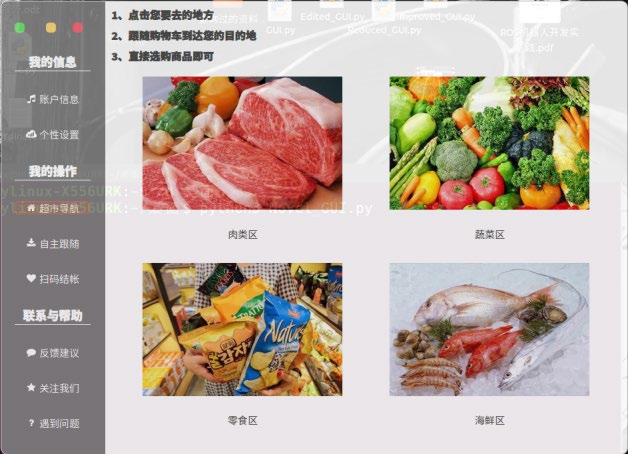 我的信息
账户信息
个性设置
我的操作
超市导航
自主跟随
扫码结帐
联系与帮助
反馈建议
关注我们
? 遇到问题
1、点击您要去的地方
2、跟随购物车到达您的目的地
3、直接选购商品即可
Edited_GUI.py
Improved_GUI.py
GUI.py
Reduced_GUI.py
ylinux-X556URK:~
肉类区
蔬菜区
零食区
海鲜区